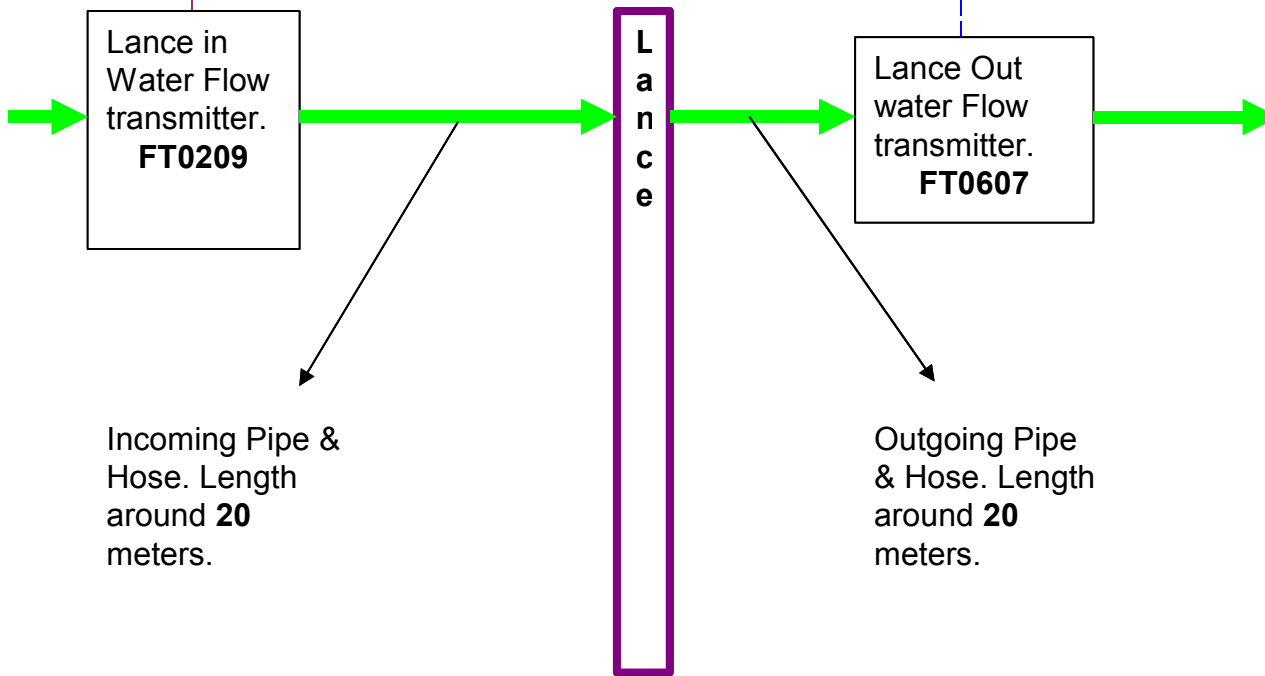 Lance in
Water Flow
transmitter.
FT0209
L
a
n
c
e
Lance Out
water Flow
transmitter.
FT0607
Incoming Pipe &
Hose. Length
around 20
meters.
Outgoing Pipe
& Hose. Length
around 20
meters.